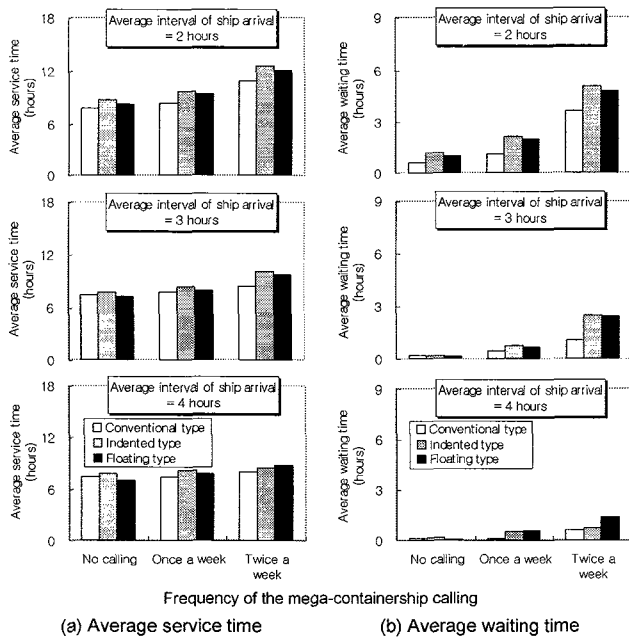 Average service time
(hours)
18
12
6
0
Average interval of ship arrival
= 2 hours
Average service time
(hours)
18
12
6
0
Average interval of ship arrival
= 3 hours
Average service time
(hours)
18
12
6
0
Average interval of ship arrival
= 4 hours
Conventional type
Indented type
Floating type
No calling
Once a week
Twice a
week
Average waiting time
(hours)
9
6
3
0
Average interval of ship arrival
= 2 hours
Average waiting time
(hours)
9
6
3
0
Average interval of ship arrival
= 3 hours
Average waiting time
(hours)
9
6
3
0
Average interval of ship arrival
= 4 hours
Conventional type
Indented type
Floating type
No calling
Once a week
Twice a
week
Frequency of the mega-containership calling
(a) Average service time
(b) Average waiting time